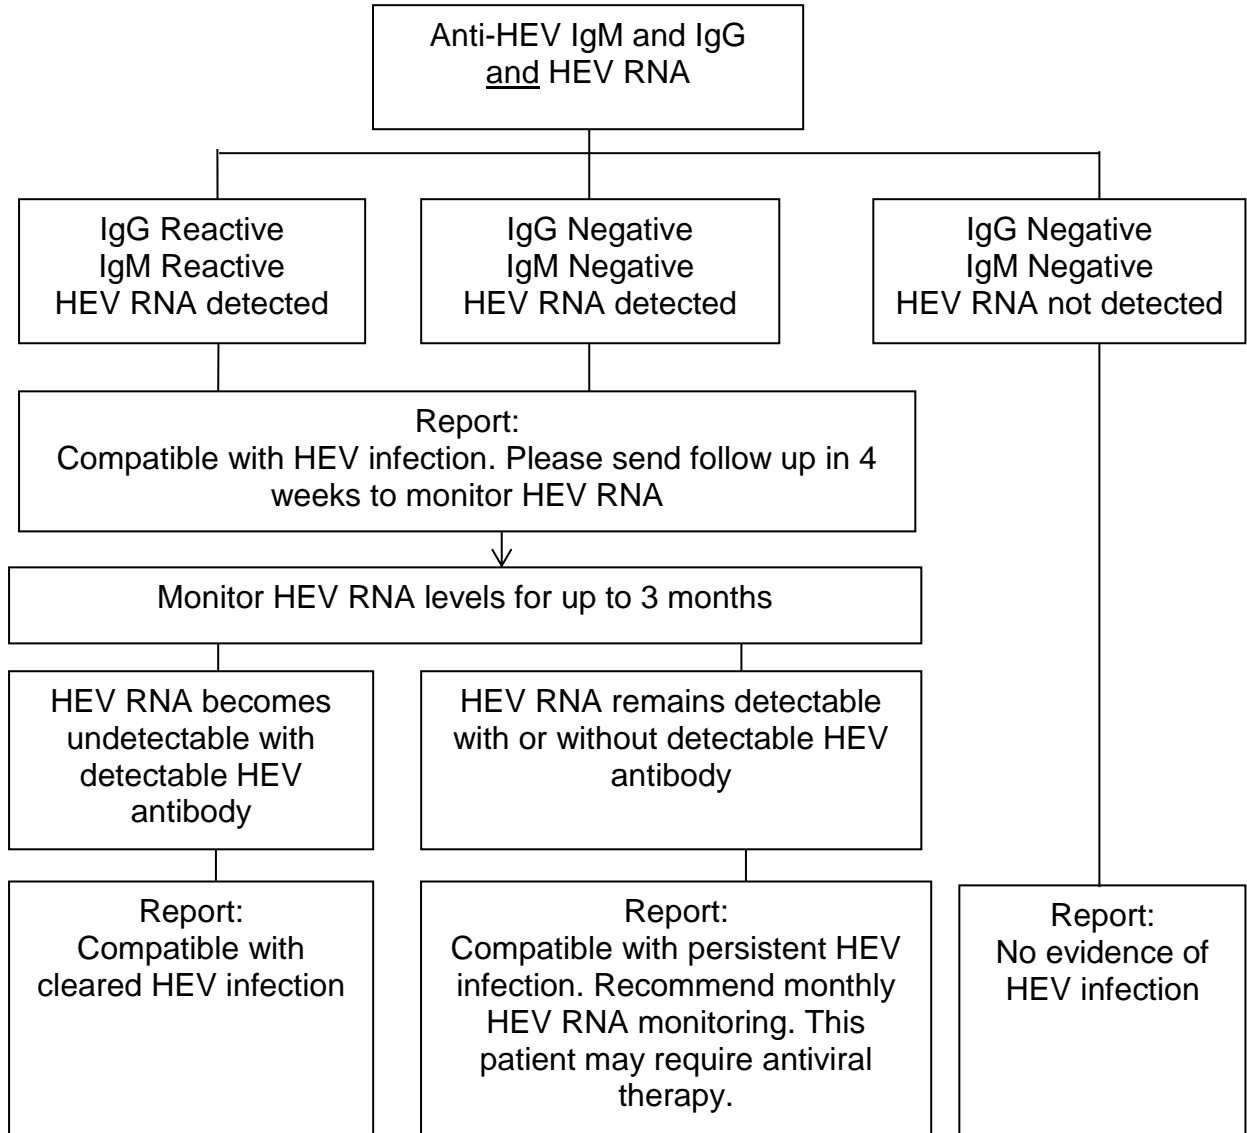 Anti-HEV IgM and IgG
and HEV RNA
IgG Reactive
IgM Reactive
HEV RNA detected
IgG Negative
IgM Negative
HEV RNA detected
IgG Negative
IgM Negative
HEV RNA not detected
Report:
Compatible with HEV infection. Please send follow up in 4
weeks to monitor HEV RNA
Monitor HEV RNA levels for up to 3 months
HEV RNA becomes
undetectable with
detectable HEV
antibody
HEV RNA remains detectable
with or without detectable HEV
antibody
Report:
Compatible with
cleared HEV infection
Report:
Compatible with persistent HEV
infection. Recommend monthly
HEV RNA monitoring. This
patient may require antiviral
therapy.
Report:
No evidence of
HEV infection